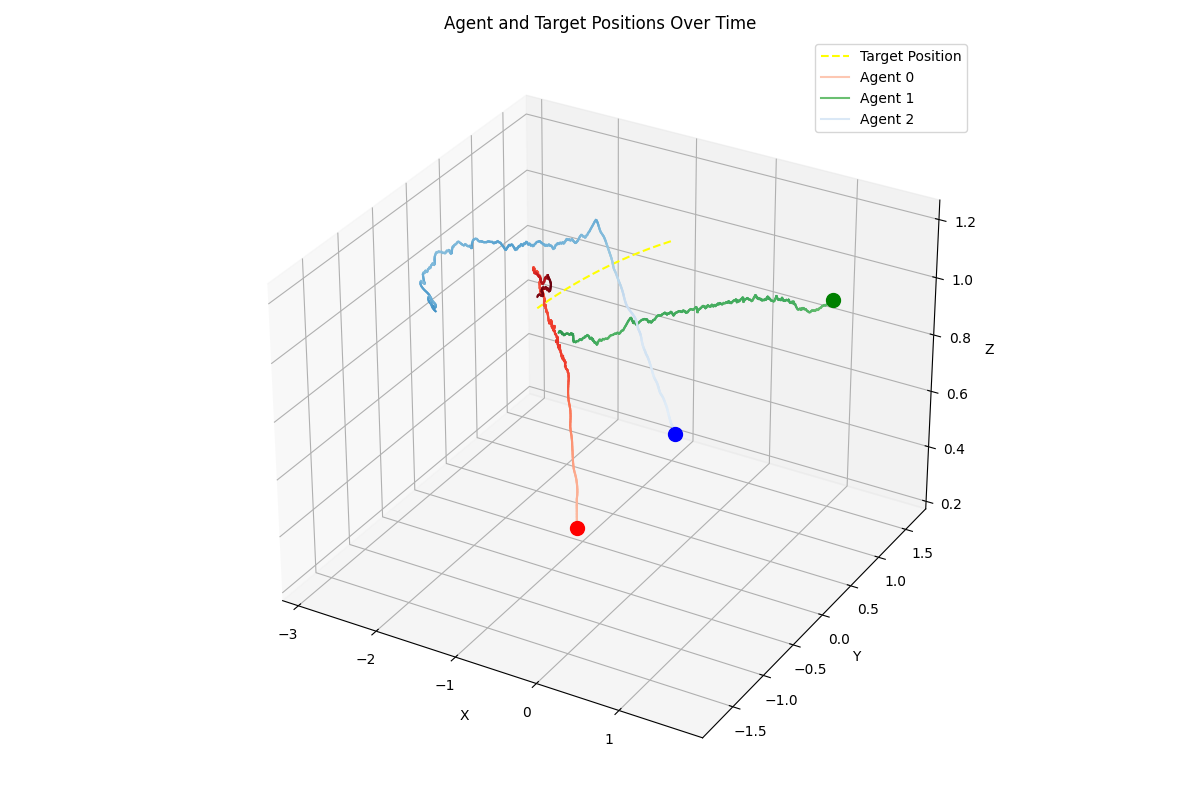 Agent and Target Positions Over Time
Target Position
Agent 0
Agent 1
Agent 2
1.2
1.0
0.8
0.6
0.4
0.2
Z
1.5
1.0
0.5
0.0
−0.5
−1.0
−1.5
Y
−3
−2
−1
0
1
X